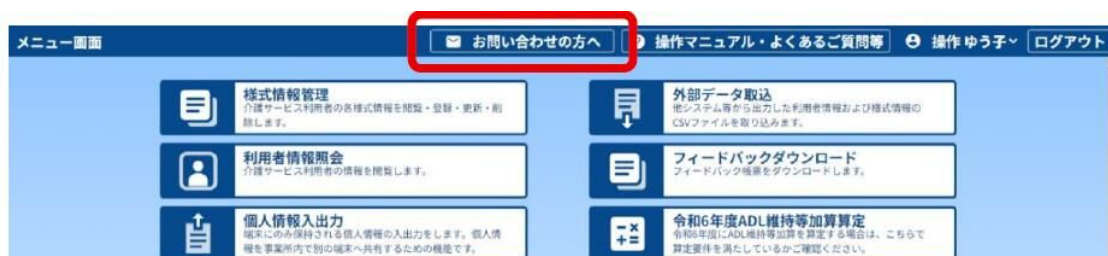 メニュー画面
お問い合わせの方へ
操作マニュアル・よくあるご質問等
操作 ゆう子
ログアウト
様式情報管理
介護サービス利用者の各様式情報を閲覧・登録・更新・削
除します。
外部データ取込
他システム等から出力した利用者情報および様式情報の
CSVファイルを取り込みます。
利用者情報照会
介護サービス利用者の情報を閲覧します。
フィードバックダウンロード
フィードバック帳票をダウンロードします。
個人情報入出力
端末にのみ保持される個人情報の入出力をします。個人情
報を事業所内で別の端末へ共有するための機能です。
令和6年度ADL維持等加算算定
令和6年度にADL維持等加算を算定する場合は、こちらで
算定要件を満たしているかご確認ください。